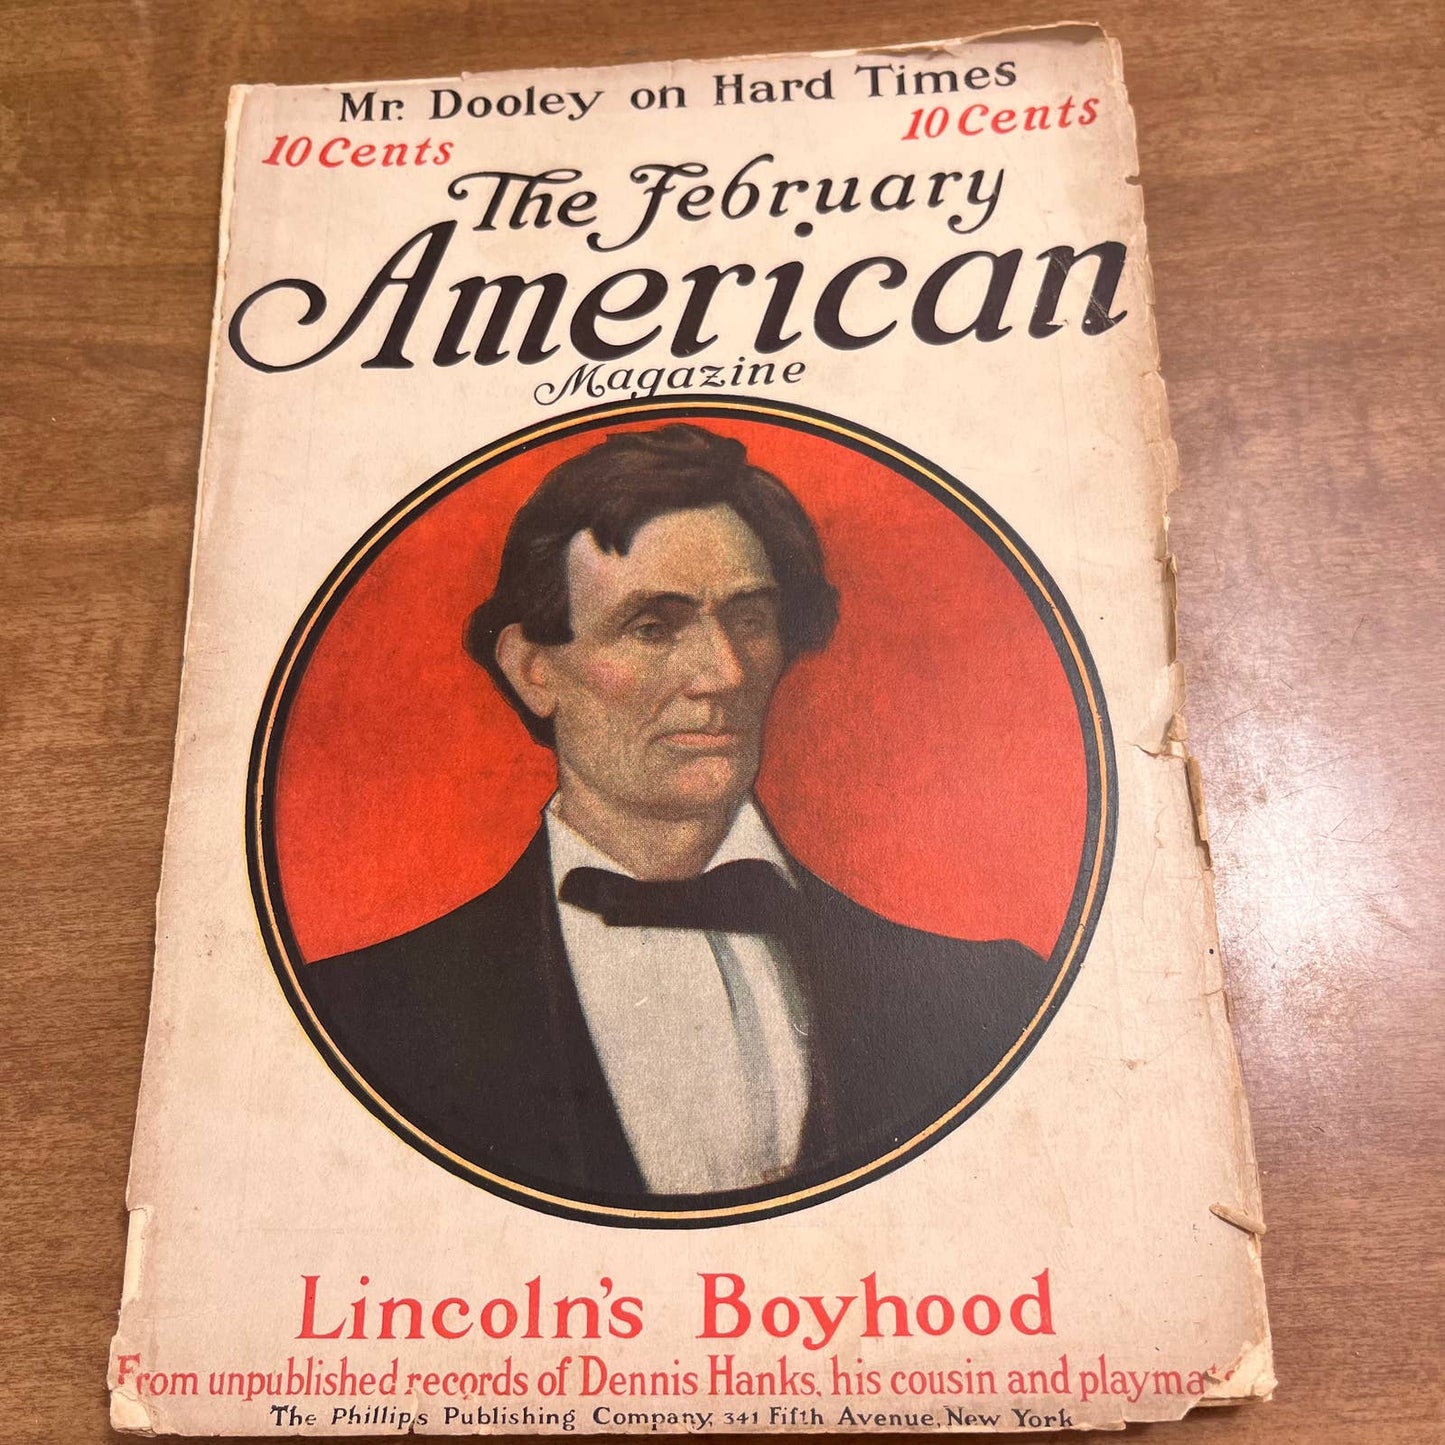 Mr. Dooley on Hard Times
10 Cents 10 Cents
The February
American
Magazine
Lincoln's Boyhood
From unpublished records of Dennis Hanks, his cousin and playmate
The Phillips Publishing Company, 341 Fifth Avenue, New York